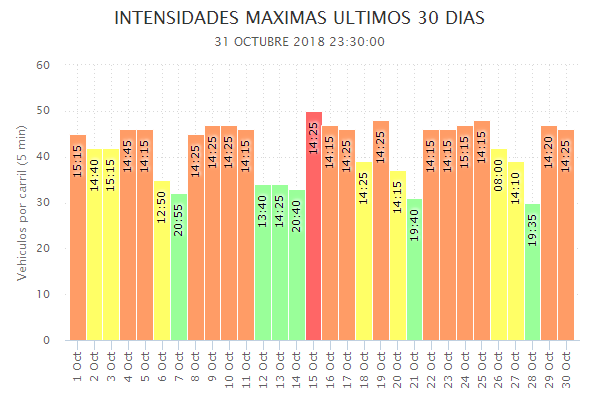 INTENSIDADES MAXIMAS ULTIMOS 30 DIAS
31 OCTUBRE 2018 23:30:00
Vehiculos por carril (5 min)
60
50
40
30
20
10
0
15:15
14:40
15:15
14:45
14:15
12:50
20:55
14:25
14:25
14:25
14:15
13:40
14:25
20:40
14:25
14:15
14:25
14:25
14:25
14:15
19:40
14:15
14:15
15:15
14:15
08:00
14:10
19:35
14:20
14:25
1 Oct
2 Oct
3 Oct
4 Oct
5 Oct
6 Oct
7 Oct
8 Oct
9 Oct
10 Oct
11 Oct
12 Oct
13 Oct
14 Oct
15 Oct
16 Oct
17 Oct
18 Oct
19 Oct
20 Oct
21 Oct
22 Oct
23 Oct
24 Oct
25 Oct
26 Oct
27 Oct
28 Oct
29 Oct
30 Oct